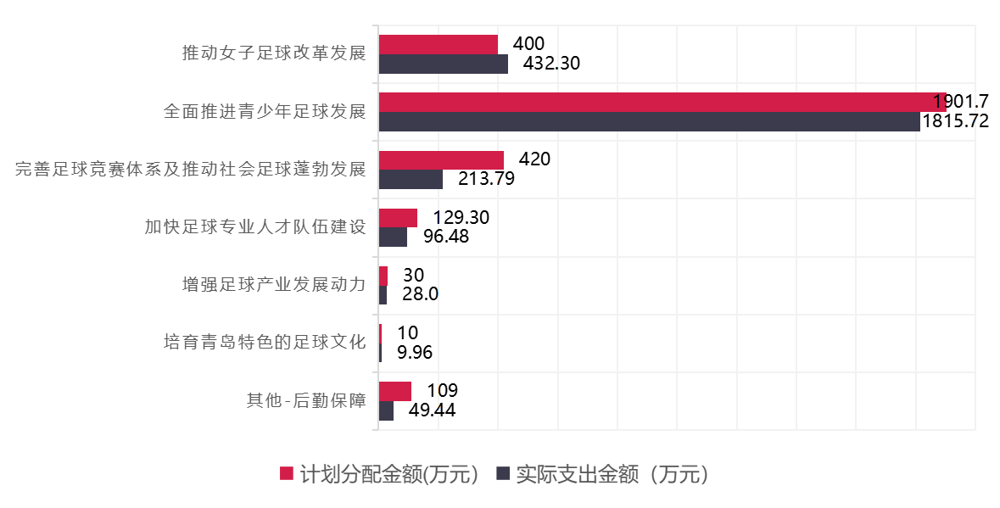 推动女子足球改革发展
400
432.30
全面推进青少年足球发展
1901.7
1815.72
完善足球竞赛体系及推动社会足球蓬勃发展
420
213.79
加快足球专业人才队伍建设
129.30
96.48
增强足球产业发展动力
30
28.0
培育青岛特色的足球文化
10
9.96
其他-后勤保障
109
49.44
计划分配金额(万元） 实际支出金额（万元）